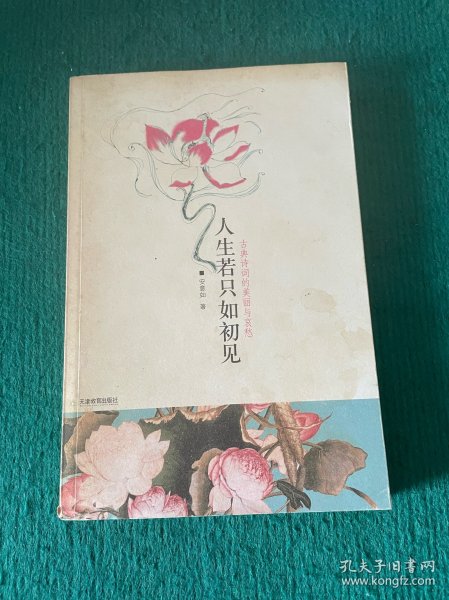 人生若只如初见
古典诗词的美丽与哀愁
■安意如 著
天津教育出版社
孔夫子旧书网
www.kongfz.com